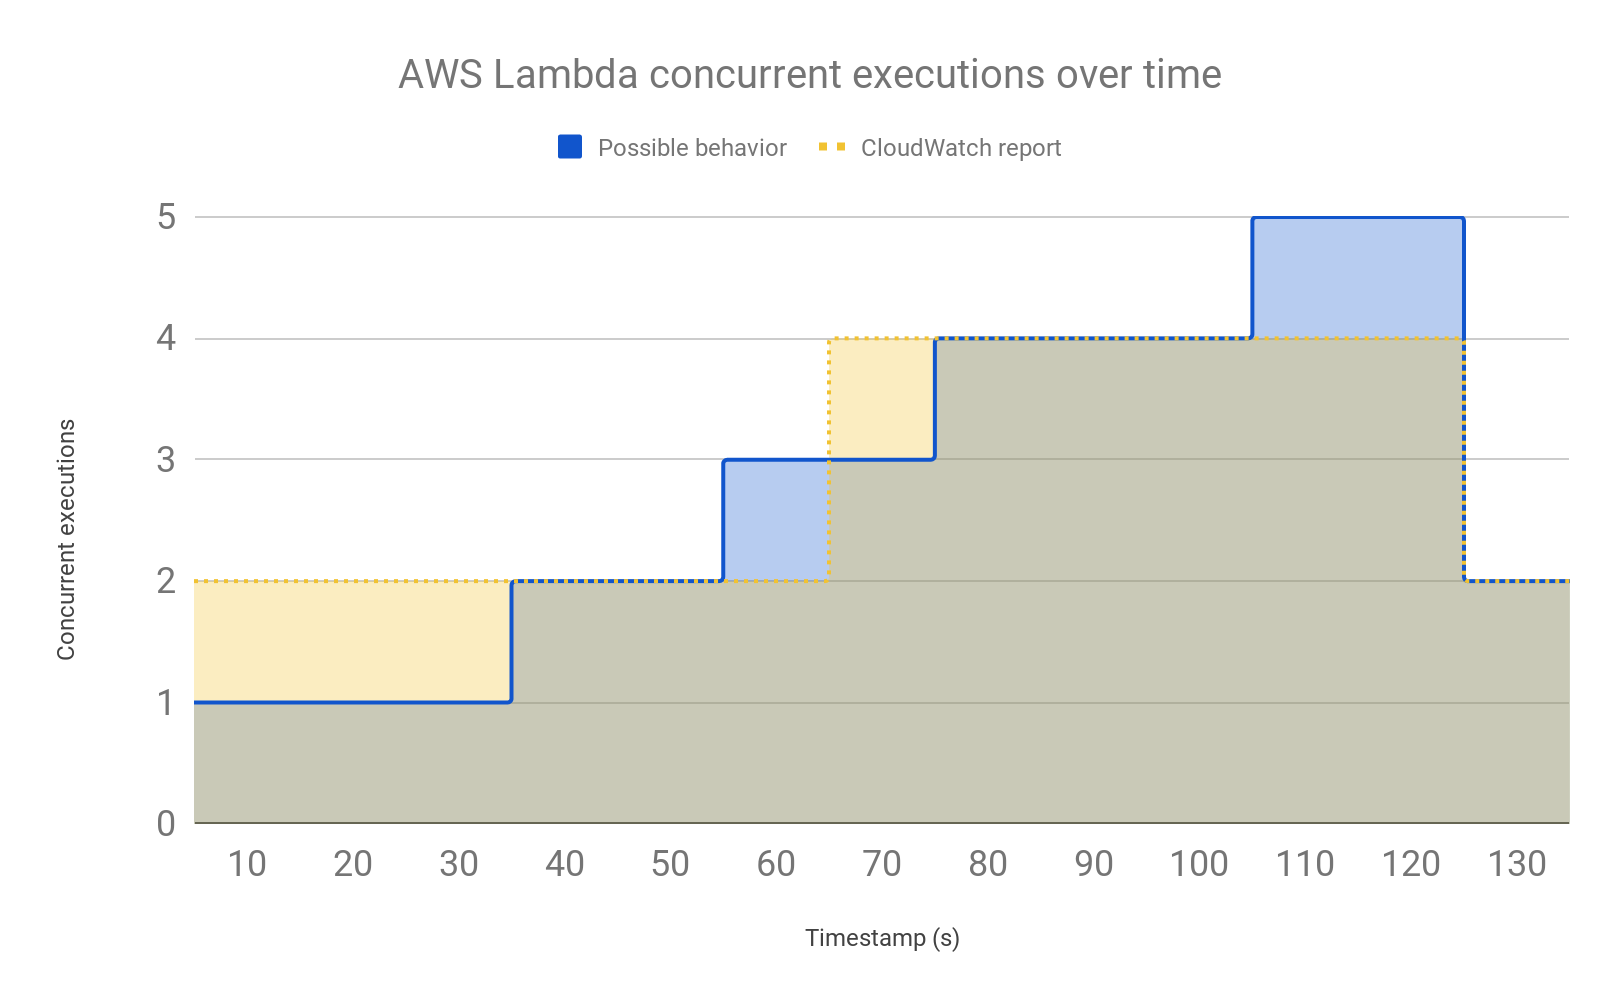 AWS Lambda concurrent executions over time
Possible behavior CloudWatch report
5
4
3
2
1
0
Concurrent executions
10 20 30 40 50 60 70 80 90 100 110 120 130
Timestamp (s)